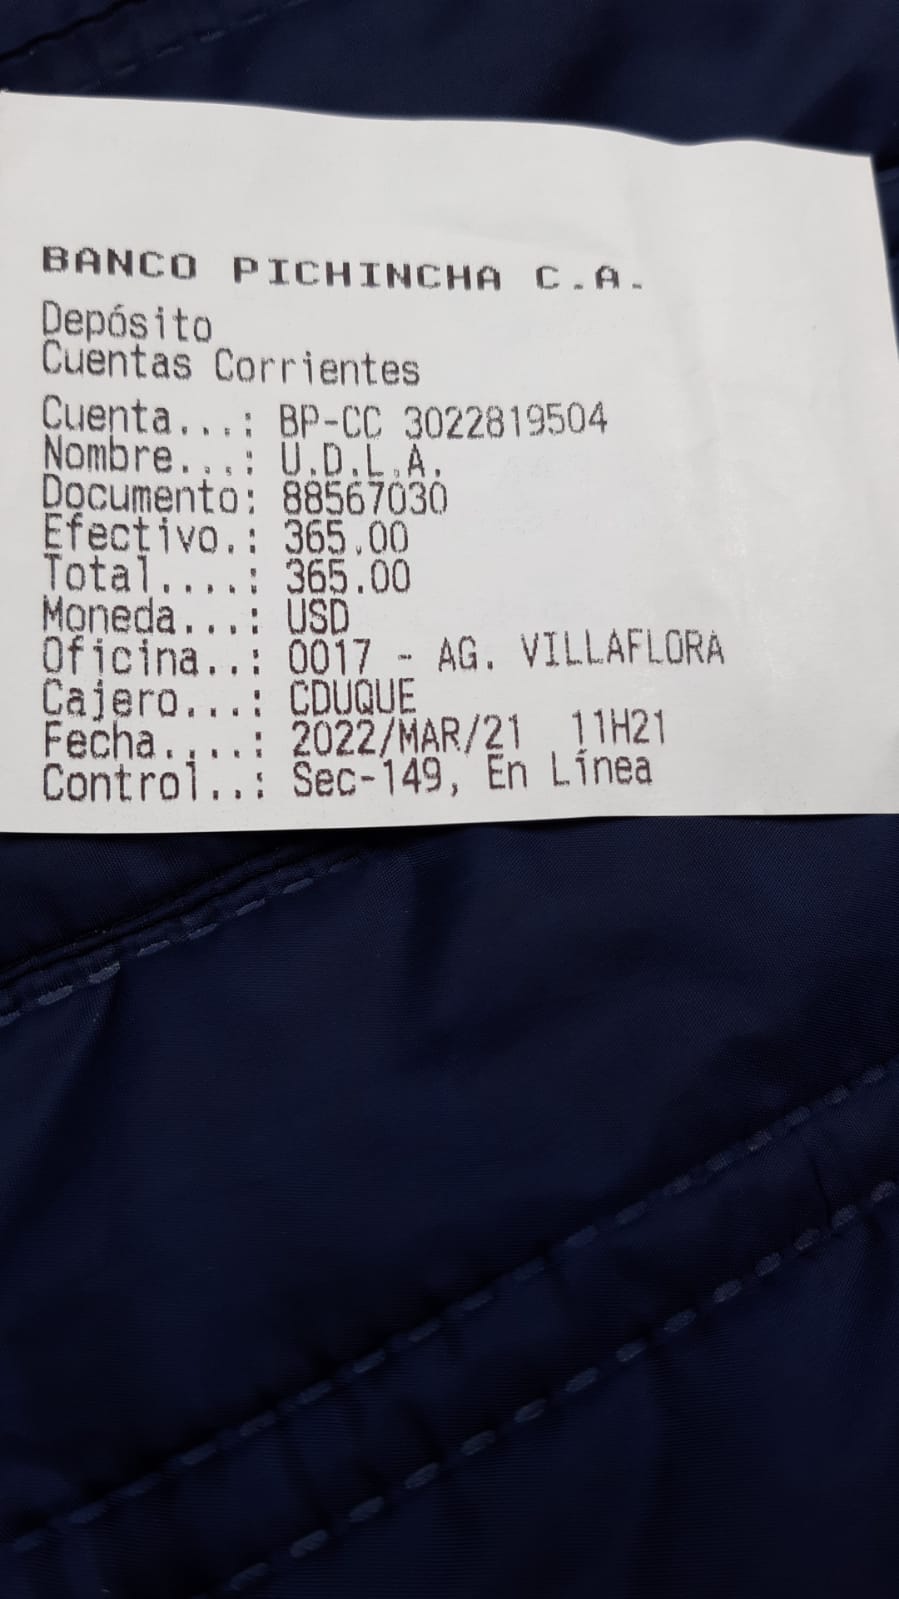 BANCO PICHINCHA C.A.
Depósito
Cuentas Corrientes
Cuenta...: BP-CC 3022819504
Nombre...: U.D.L.A.
Documento: 88567030
Efectivo.: 365.00
Total....: 365.00
Moneda...: USD
Oficina..: 0017 - AG. VILLAFLORA
Cajero...: CDUQUE
Fecha....: 2022/MAR/21 11H21
Control..: Sec-149, En Línea